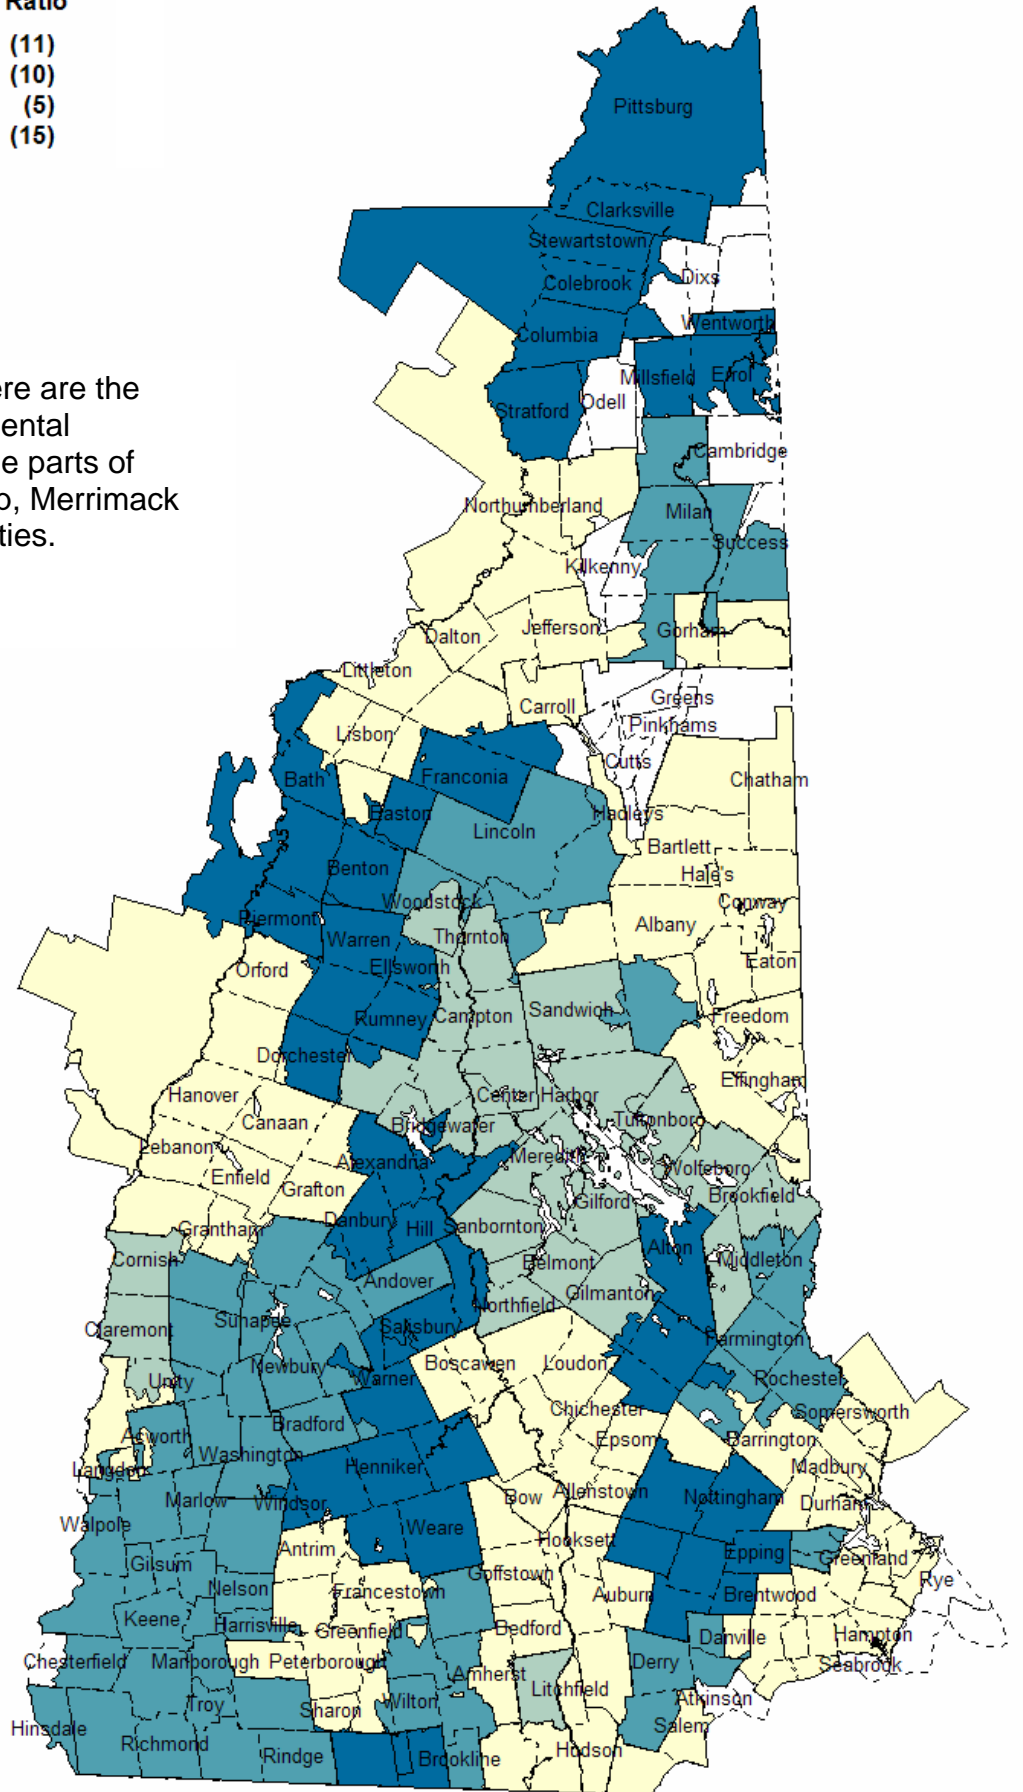 Ratio
(11)
(10)
(5)
(15)
ere are the
ental
e parts of
o, Merrimack
ties.
Pittsburg
Clarksville
Stewartstown
Colebrook
Dixs
Columbia
Wentworth
Millsfield
Errol
Stratford
Odell
Cambridge
Northumberland
Milan
Success
Kilkenny
Jefferson
Gorham
Dalton
Littleton
Greens
Carroll
Pinkhams
Lisbon
Cutts
Franconia
Bath
Chatham
Easton
Hadleys
Lincoln
Bartlett
Benton
Hale's
Woodstock
Conway
Piermont
Albany
Warren
Thornton
Eaton
Ellsworth
Orford
Sandwich
Freedom
Rumney
Campton
Dorchester
Effingham
Hanover
Center Harbor
Canaan
Tuftonboro
Bridgewater
Lebanon
Meredith
Alexandria
Wolfeboro
Enfield
Grafton
Brookfield
Gilford
Danbury
Grantham
Hill
Sanbornton
Alton
Cornish
Belmont
Middleton
Andover
Gilmanton
Northfield
Sunapee
Claremont
Salisbury
Farmington
Boscawen
Loudon
Newbury
Warner
Rochester
Unity
Chichester
Somersworth
Bradford
Acworth
Epsom
Barrington
Washington
Henniker
Madbury
Langdon
Allenstown
Marlow
Windsor
Bow
Nottingham
Durham
Walpole
Weare
Hooksett
Antrim
Epping
Greenland
Gilsum
Goffstown
Rye
Nelson
Francestown
Auburn
Brentwood
Keene
Harrisville
Greenfield
Bedford
Danville
Hampton
Chesterfield
Marlborough
Peterborough
Derry
Seabrook
Amherst
Litchfield
Troy
Sharon
Wilton
Atkinson
Hinsdale
Salem
Richmond
Rindge
Brookline
Hudson